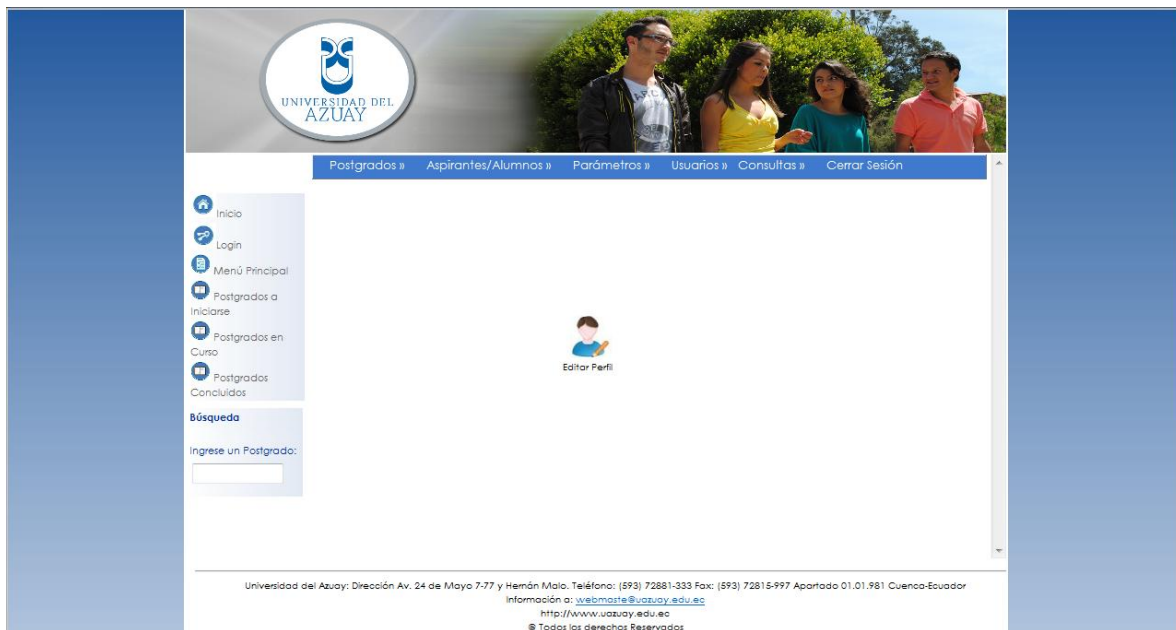 UNIVERSIDAD DEL
AZUAY
Postgrados »
Aspirantes/Alumnos »
Parámetros »
Usuarios »
Consultas »
Cerrar Sesión
Inicio
Login
Menú Principal
Postgrados a
Iniciarse
Postgrados en
Curso
Postgrados
Concluidos
Búsqueda
Ingrese un Postgrado:
Editar Perfil
Universidad del Azuay: Dirección Av. 24 de Mayo 7-77 y Hernán Malo. Teléfono: (593) 72881-333 Fax: (593) 72815-997 Apartado 01.01.981 Cuenca-Ecuador
Información a: webmaste@uazuay.edu.ec
http://www.uazuay.edu.ec
® Todos los derechos Reservados